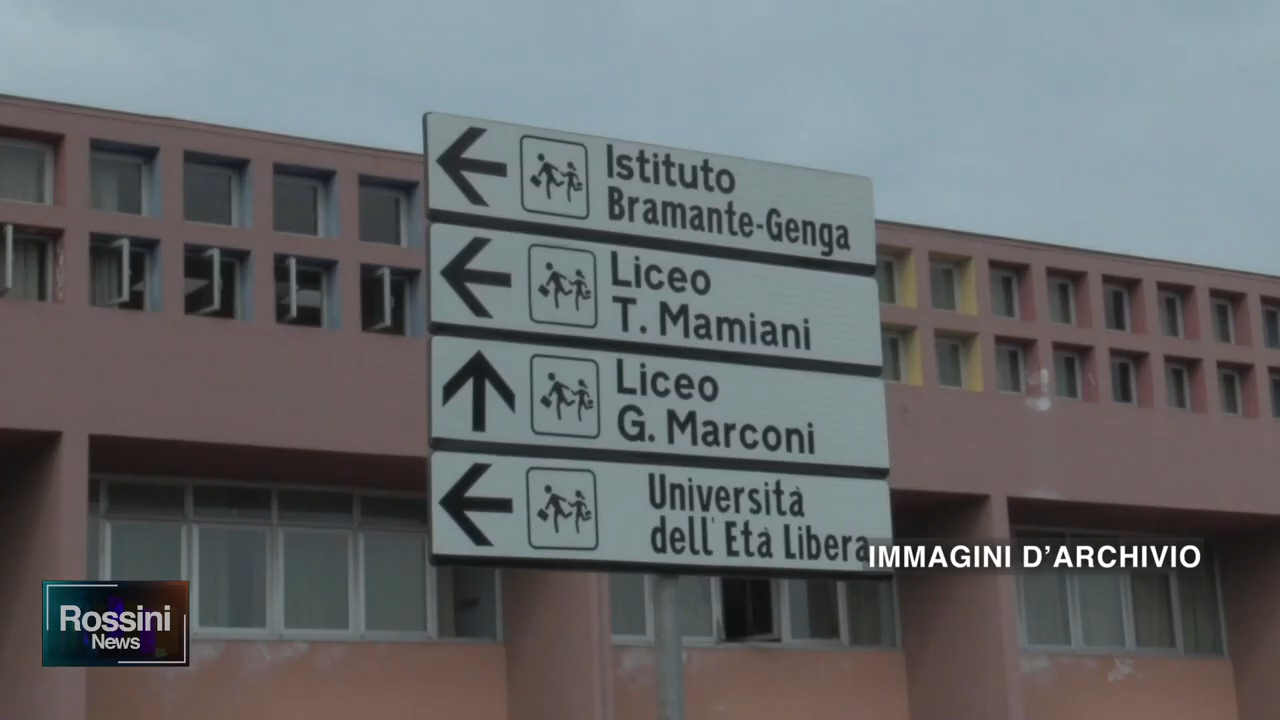 Istituto
Bramante-Genga
Liceo
T. Mamiani
Liceo
G. Marconi
Università
dell'Età Libera
IMMAGINI D'ARCHIVIO
Rossini
News